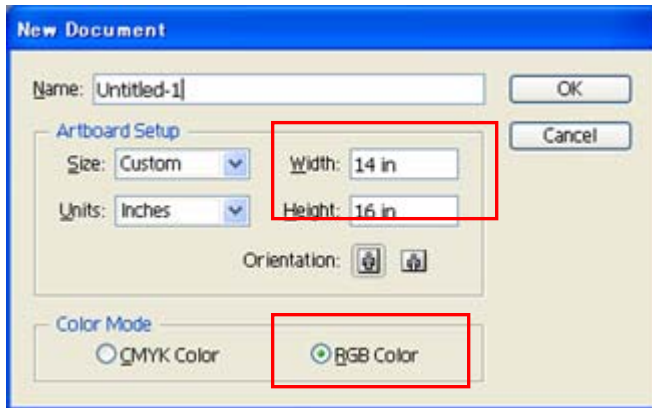 New Document
Name: Untitled-1
OK
Artboard Setup
Cancel
Size: Custom
Width: 14 in
Units: Inches
Height: 16 in
Orientation:
Color Mode
CMYK Color
RGB Color